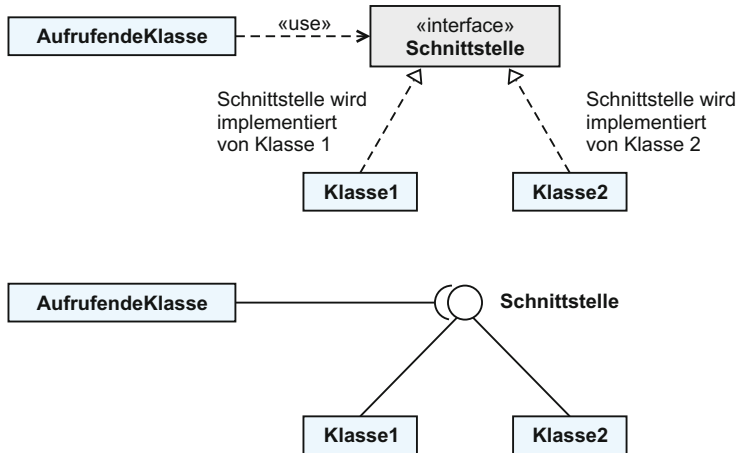 AufrufendeKlasse
«use»
«interface»
Schnittstelle
Schnittstelle wird
implementiert
von Klasse 1
Schnittstelle wird
implementiert
von Klasse 2
Klasse1
Klasse2
AufrufendeKlasse
Schnittstelle
Klasse1
Klasse2